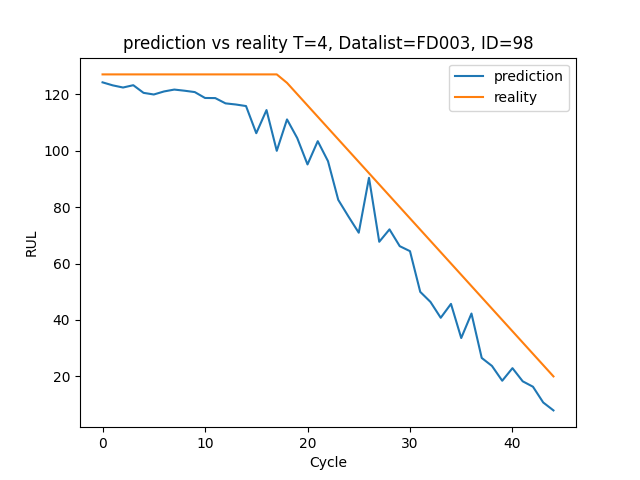 prediction vs reality T=4, Datalist=FD003, ID=98
prediction
reality
120
100
80
60
40
20
RUL
0 10 20 30 40
Cycle